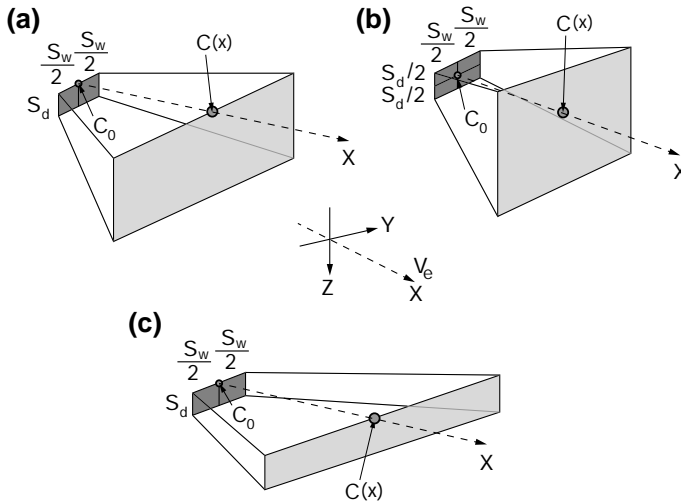 (a)
S_w S_w
2 2
S_d
C_0
C(x)
X
(b)
S_w S_w
2 2
S_d/2
S_d/2
C_0
C(x)
X
Y
Z
V_e
X
(c)
S_w S_w
2 2
S_d
C_0
C(x)
X